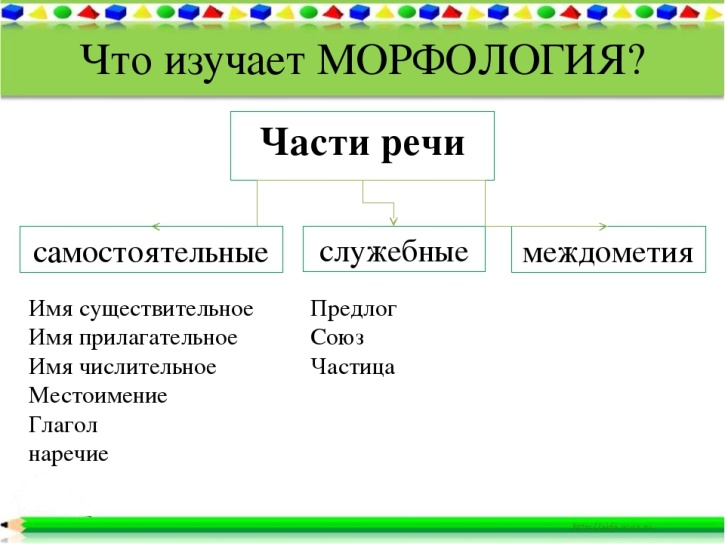 Что изучает МОРФОЛОГИЯ?
Части речи
самостоятельные
служебные
междометия
Имя существительное
Имя прилагательное
Имя числительное
Местоимение
Глагол
наречие
Предлог
Союз
Частица